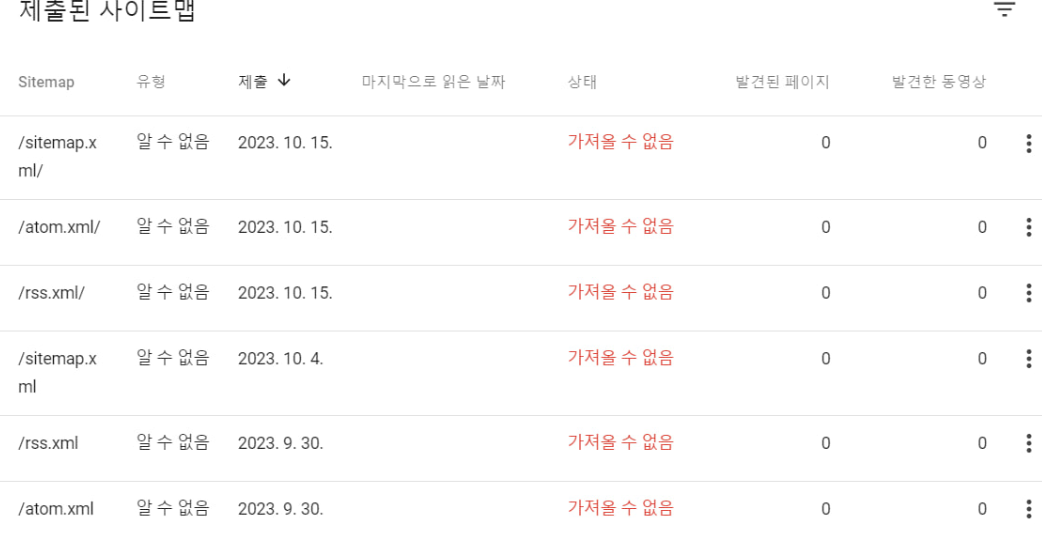 제출된 사이트맵
Sitemap 유형 제출 ↓ 마지막으로 읽은 날짜 상태 발견된 페이지 발견한 동영상
/sitemap.x 알 수 없음 2023. 10. 15. 가져올 수 없음 0 0
ml/
/atom.xml/ 알 수 없음 2023. 10. 15. 가져올 수 없음 0 0
/rss.xml/ 알 수 없음 2023. 10. 15. 가져올 수 없음 0 0
/sitemap.x 알 수 없음 2023. 10. 4. 가져올 수 없음 0 0
ml
/rss.xml 알 수 없음 2023. 9. 30. 가져올 수 없음 0 0
/atom.xml 알 수 없음 2023. 9. 30. 가져올 수 없음 0 0